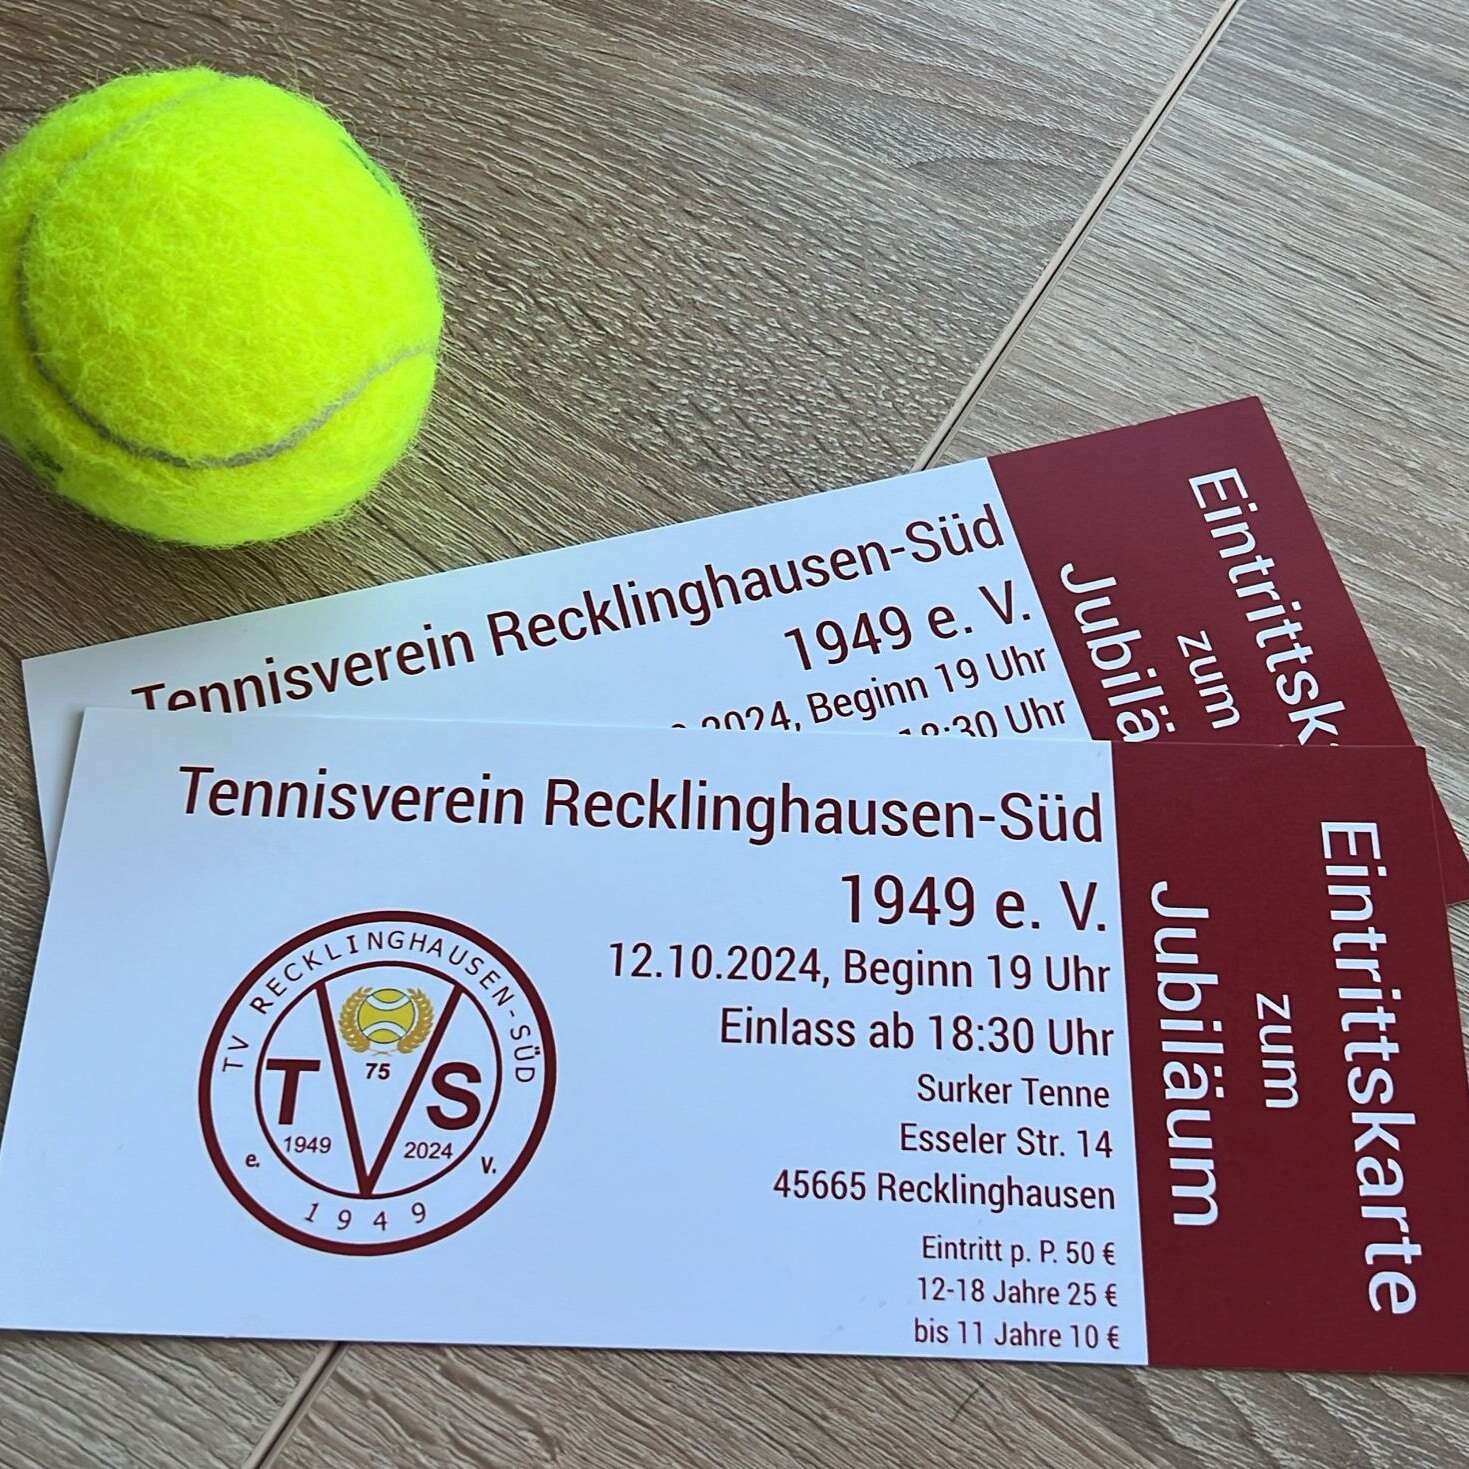 Tennisverein Recklinghausen-Süd
1949 e. V.
2024, Beginn 19 Uhr
18:30 Uhr
Eintrittsk
zum
Jubilä
Tennisverein Recklinghausen-Süd
1949 e. V.
12.10.2024, Beginn 19 Uhr
Einlass ab 18:30 Uhr
Surker Tenne
Esseler Str. 14
45665 Recklinghausen
Eintritt p. P. 50 €
12-18 Jahre 25 €
bis 11 Jahre 10 €
TV RECKLINGHAUSEN-SÜD
75
T V S
1949 2024
e. V.
1949
Eintrittskarte
zum
Jubiläum